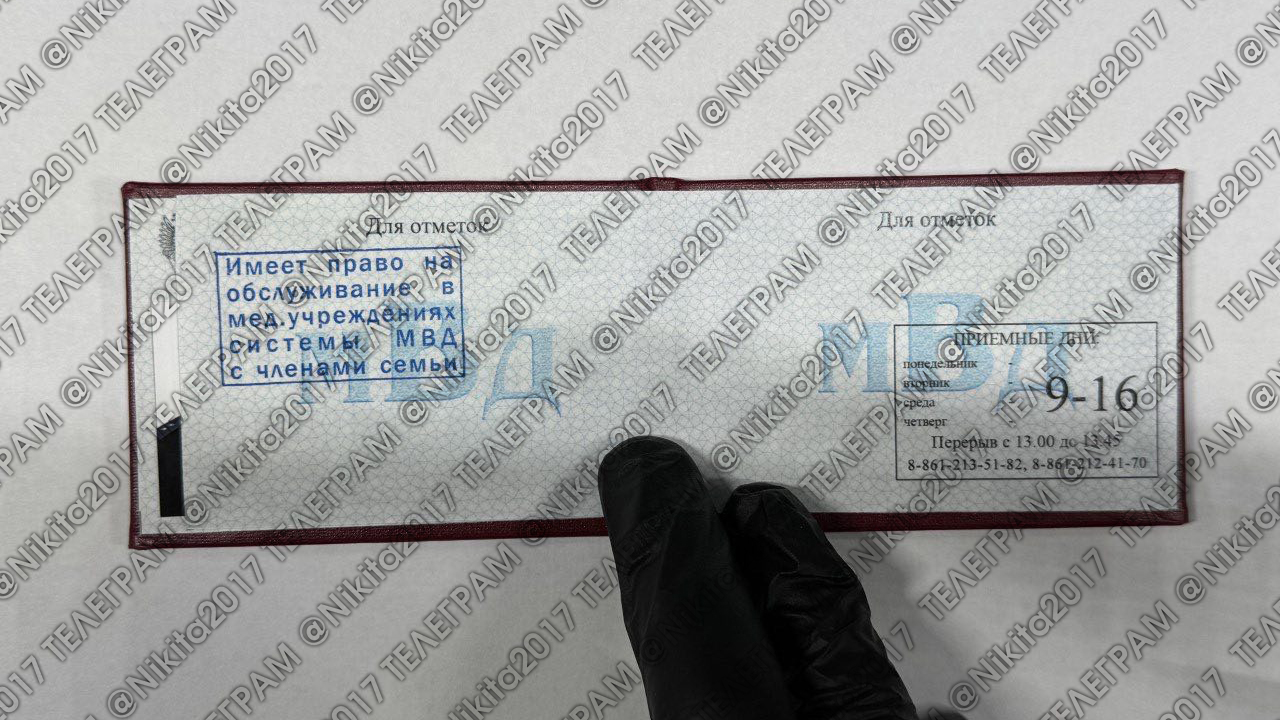 ТЕЛЕГРАМ @Nikita2017
Для отметок
Имеет право на
обслуживание в
мед.учреждениях
системы МВД
с членами семьи
МВД
Для отметок
МВД
ПРИЕМНЫЕ ДНИ:
понедельник
вторник
среда
четверг
9-16
Перерыв с 13.00 до 13.45
8-861-213-51-82, 8-861-212-41-70